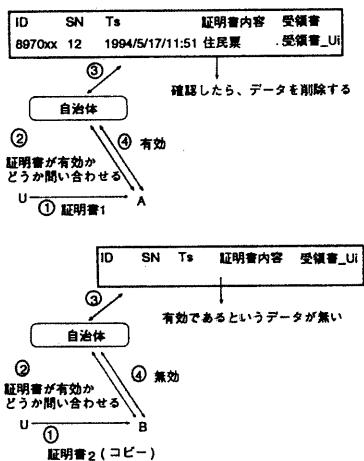 ID SN Ts 証明書内容 受領書
8970xx 12 1994/5/17/11:51 住民票 .受領書_Ui
③
確認したら、データを削除する
自治体
② ④ 有効
証明書が有効か
どうか問い合わせる
U A
① 証明書1
ID SN Ts 証明書内容 受領書_Ui
③
有効であるというデータが無い
自治体
② ④ 無効
証明書が有効か
どうか問い合わせる
U B
①
証明書2 (コピー)